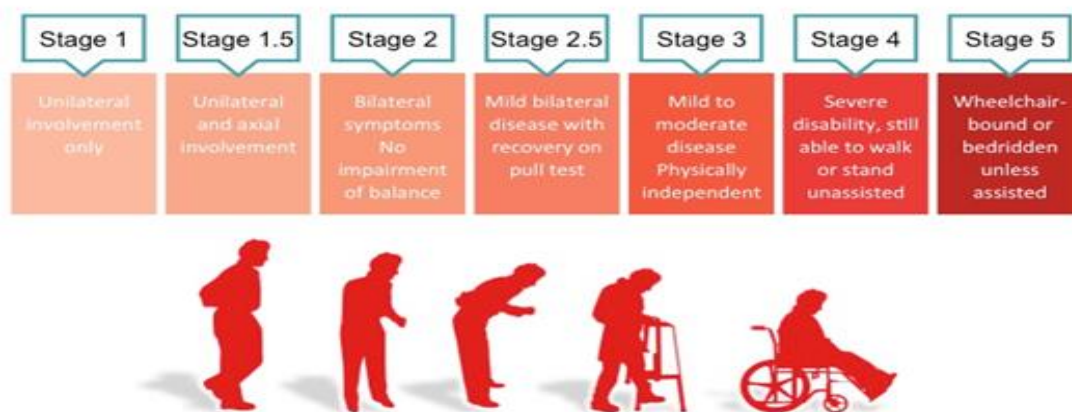 Stage 1
Unilateral
involvement
only
Stage 1.5
Unilateral
and axial
involvement
Stage 2
Bilateral
symptoms
No
impairment
of balance
Stage 2.5
Mild bilateral
disease with
recovery on
pull test
Stage 3
Mild to
moderate
disease
Physically
independent
Stage 4
Severe
disability, still
able to walk
or stand
unassisted
Stage 5
Wheelchair-
bound or
bedridden
unless
assisted